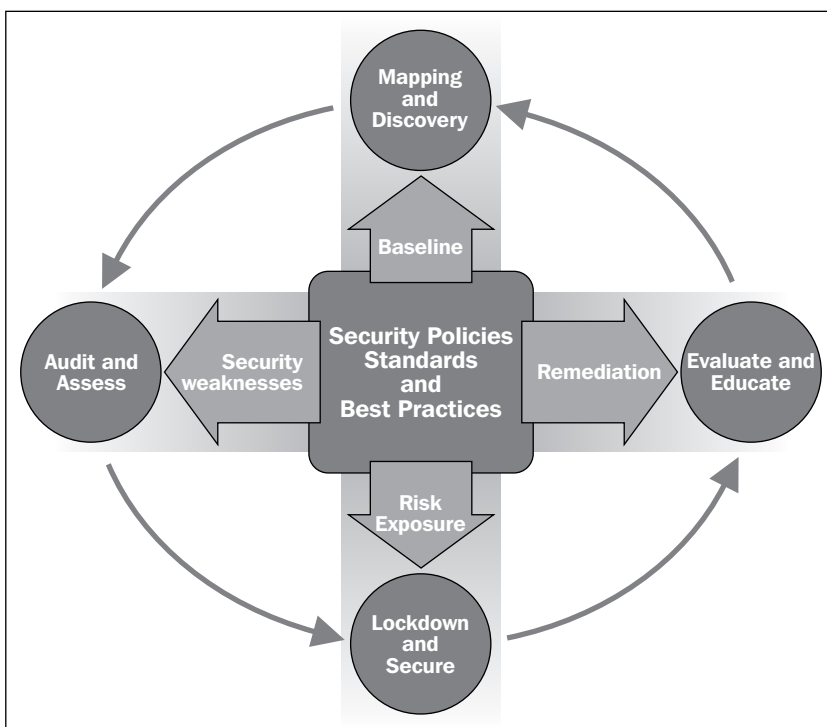 Mapping
and
Discovery
Baseline
Audit and
Assess
Security
weaknesses
Security Policies
Standards
and
Best Practices
Remediation
Evaluate and
Educate
Risk
Exposure
Lockdown
and
Secure